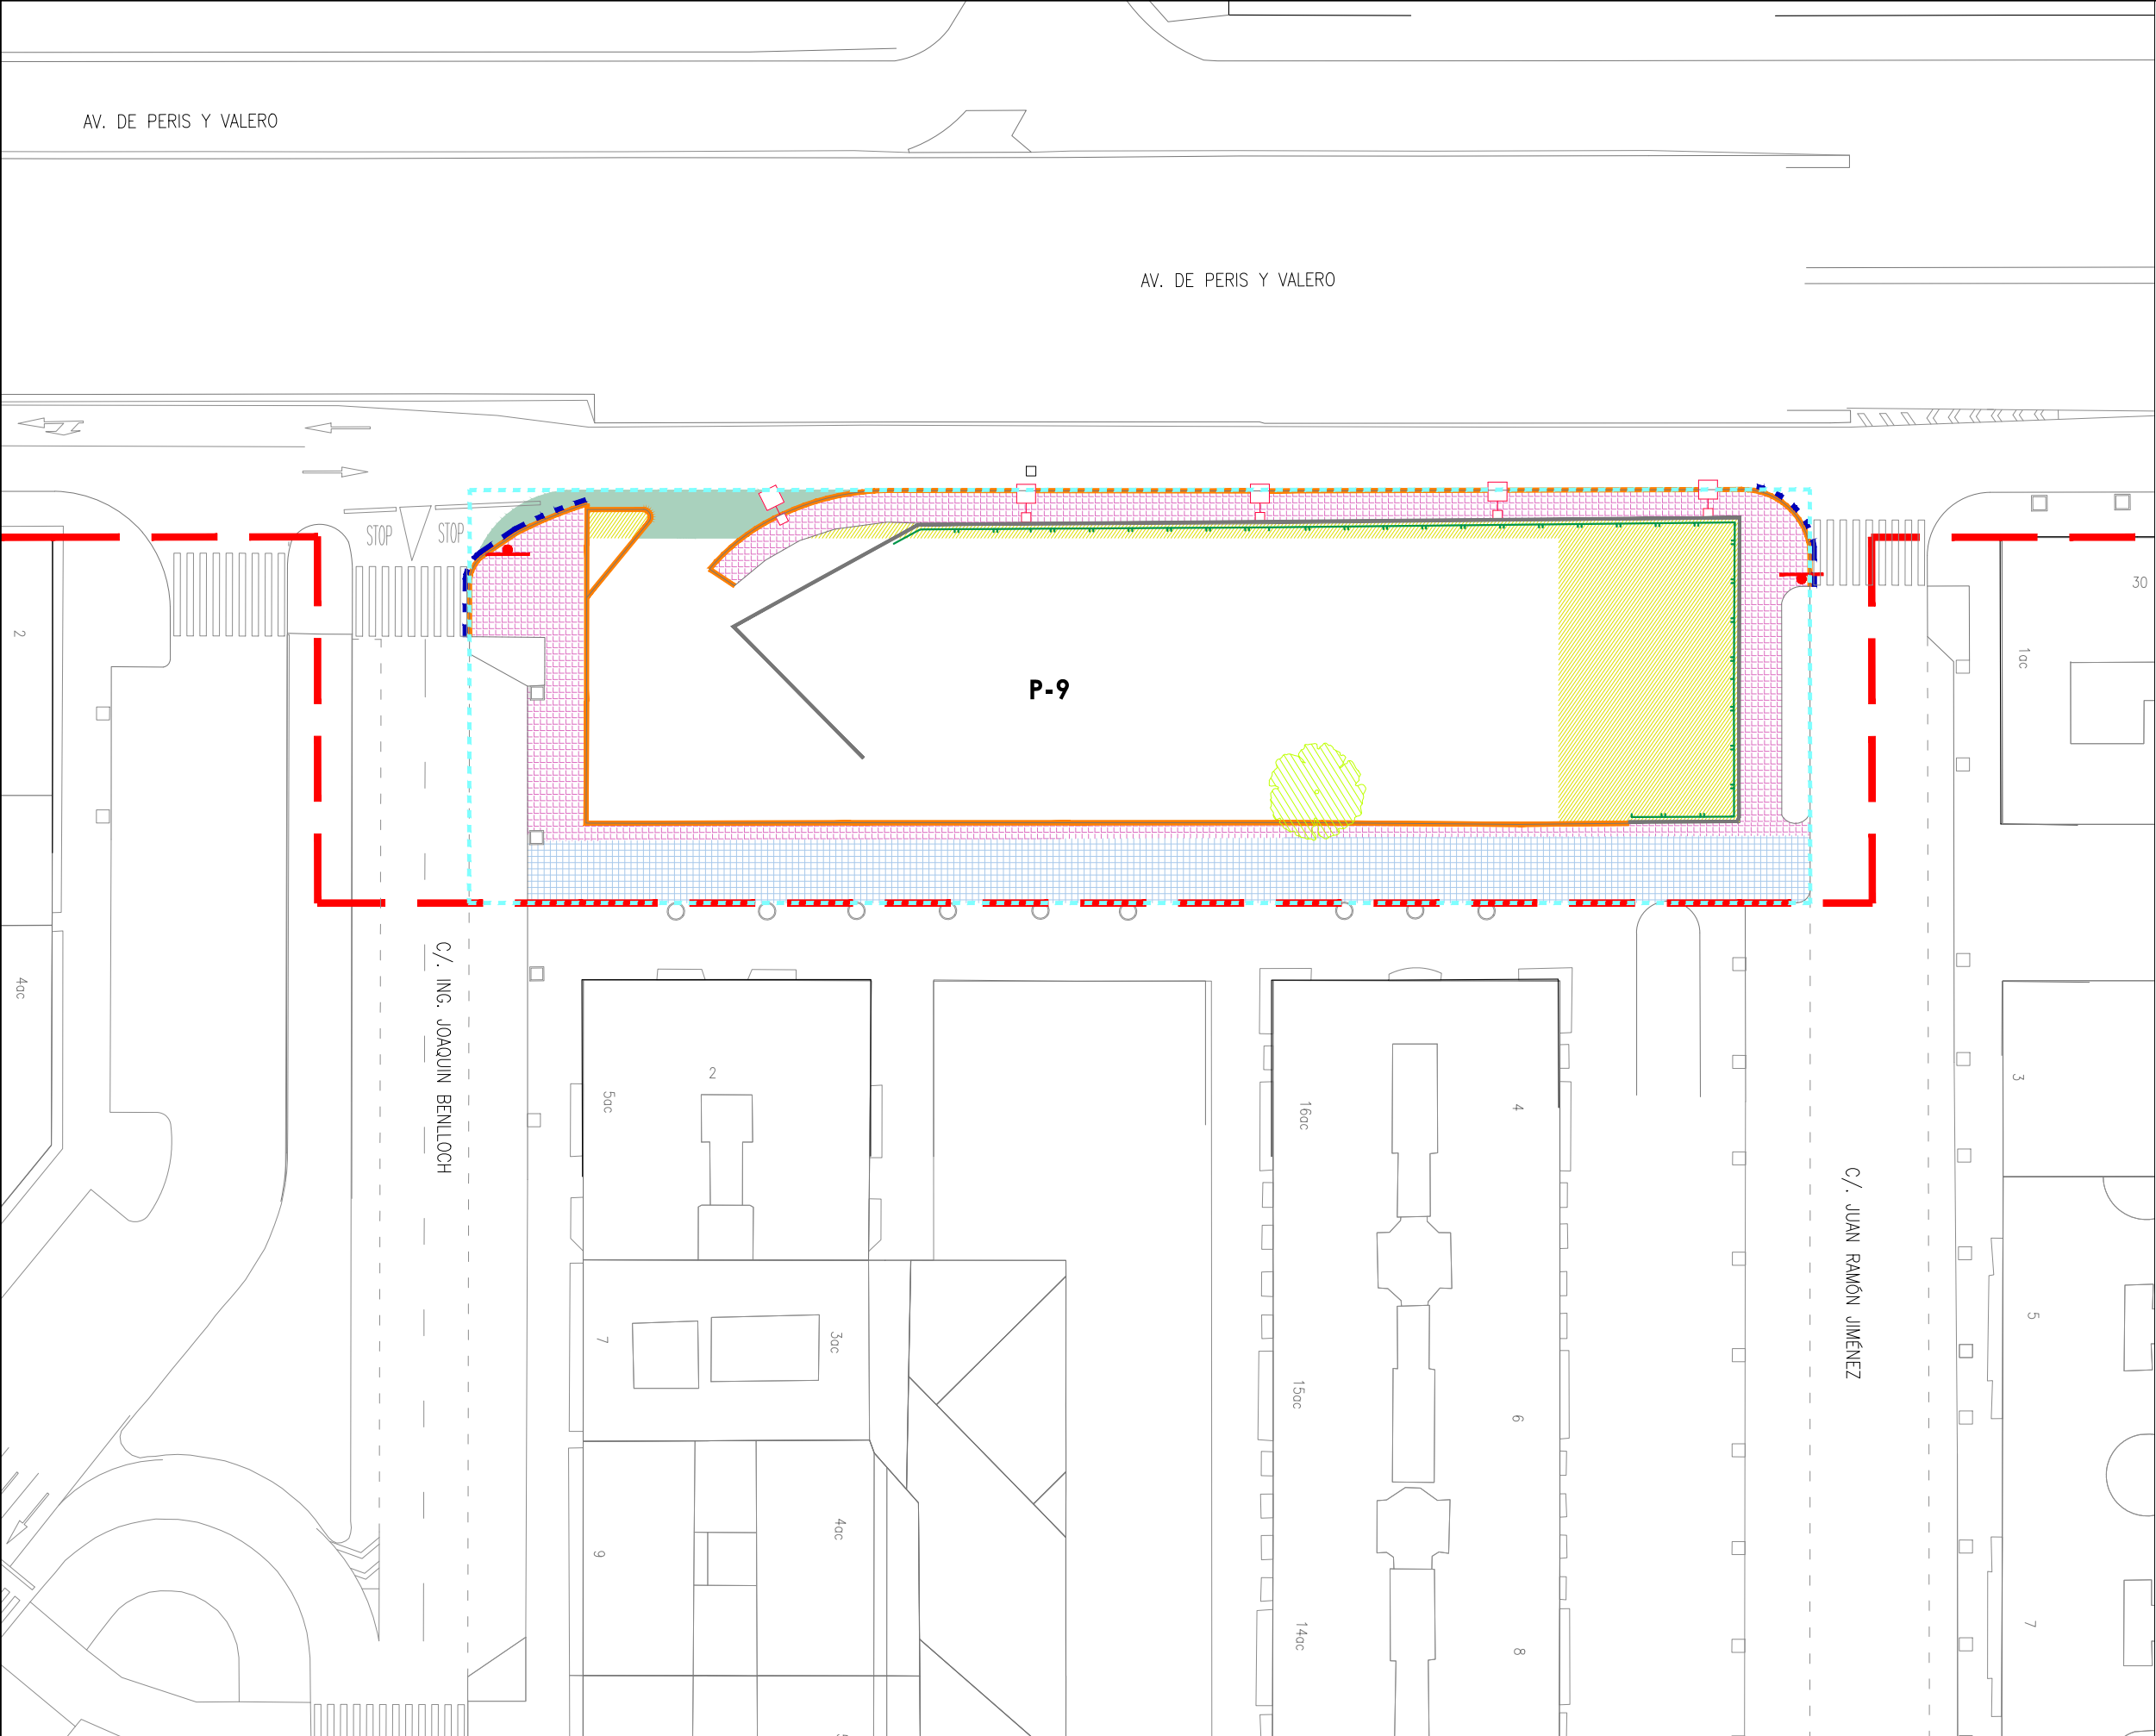 AV. DE PERIS Y VALERO
AV. DE PERIS Y VALERO
STOP
STOP
2
30
1ac
P-9
C/. ING. JOAQUIN BENLLOCH
4ac
2
5ac
16ac
4
3
C/. JUAN RAMÓN JIMÉNEZ
7
3ac
5
15ac
6
9
4ac
14ac
8
7